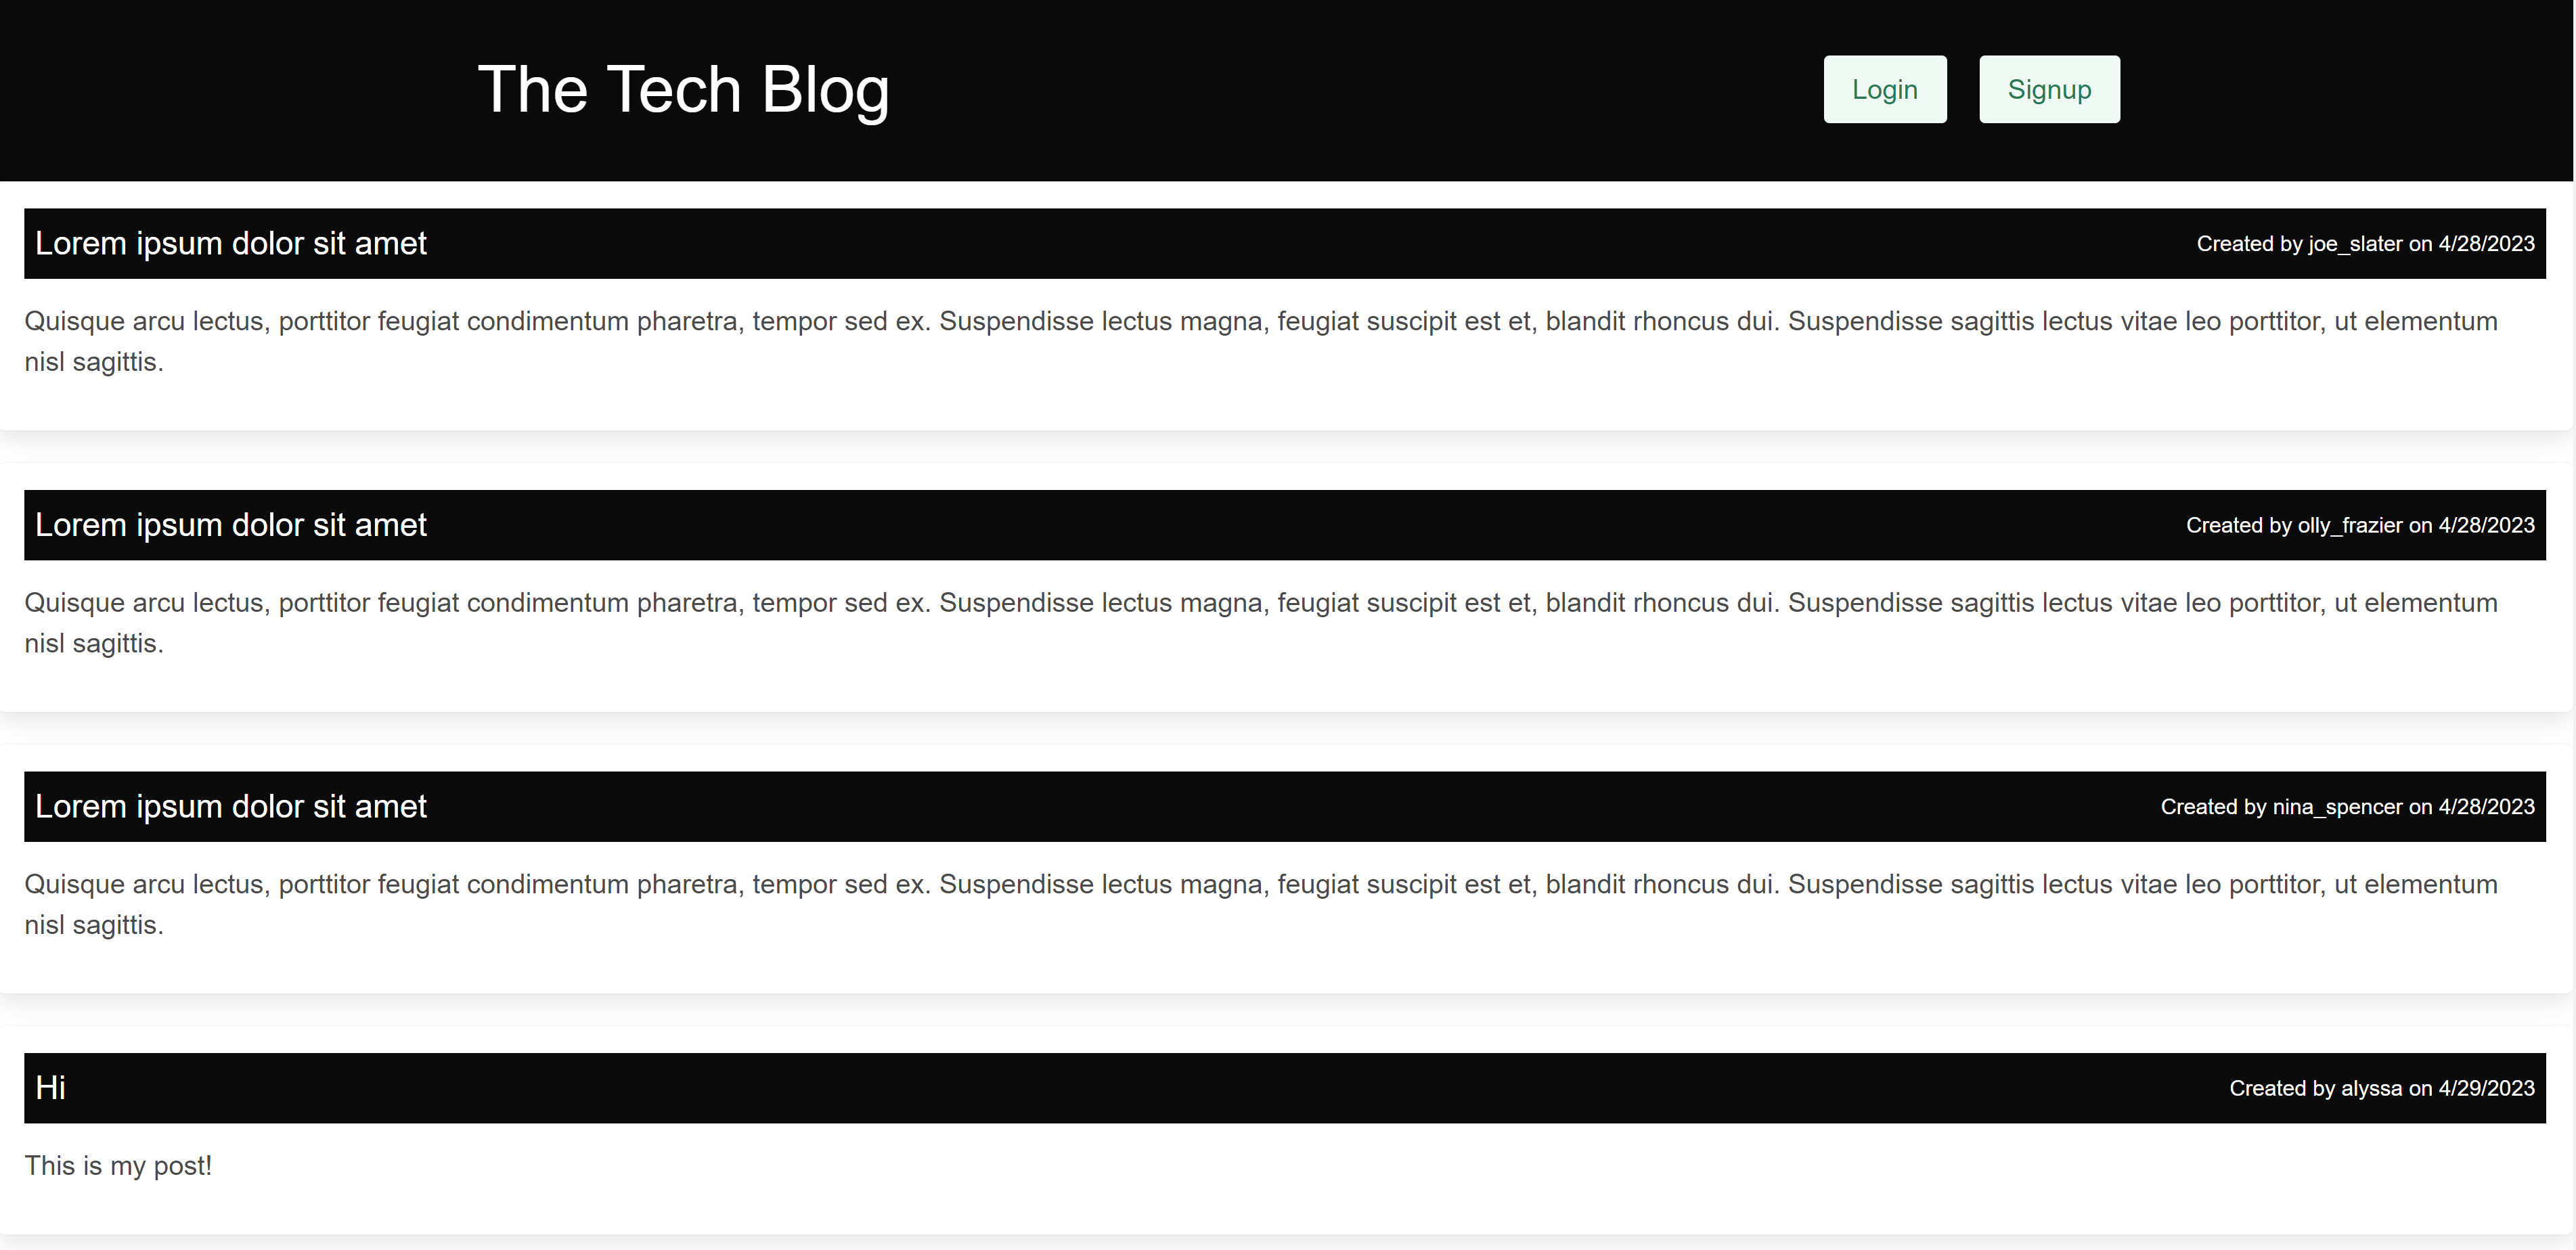 The Tech Blog
Login
Signup
Lorem ipsum dolor sit amet
Created by joe_slater on 4/28/2023
Quisque arcu lectus, porttitor feugiat condimentum pharetra, tempor sed ex. Suspendisse lectus magna, feugiat suscipit est et, blandit rhoncus dui. Suspendisse sagittis lectus vitae leo porttitor, ut elementum
nisl sagittis.
Lorem ipsum dolor sit amet
Created by olly_frazier on 4/28/2023
Quisque arcu lectus, porttitor feugiat condimentum pharetra, tempor sed ex. Suspendisse lectus magna, feugiat suscipit est et, blandit rhoncus dui. Suspendisse sagittis lectus vitae leo porttitor, ut elementum
nisl sagittis.
Lorem ipsum dolor sit amet
Created by nina_spencer on 4/28/2023
Quisque arcu lectus, porttitor feugiat condimentum pharetra, tempor sed ex. Suspendisse lectus magna, feugiat suscipit est et, blandit rhoncus dui. Suspendisse sagittis lectus vitae leo porttitor, ut elementum
nisl sagittis.
Hi
Created by alyssa on 4/29/2023
This is my post!